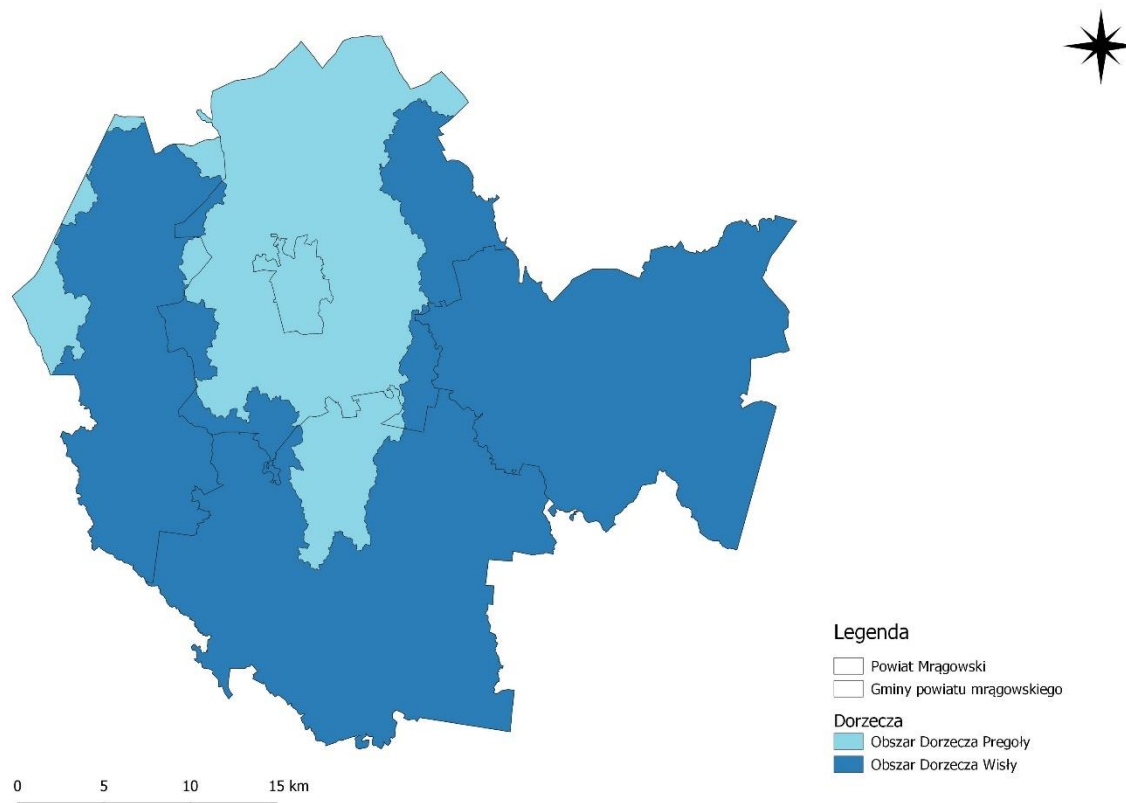 Legenda
Powiat Mrągowski
Gminy powiatu mrągowskiego
Dorzecza
Obszar Dorzecza Pregoły
Obszar Dorzecza Wisły
0 5 10 15 km